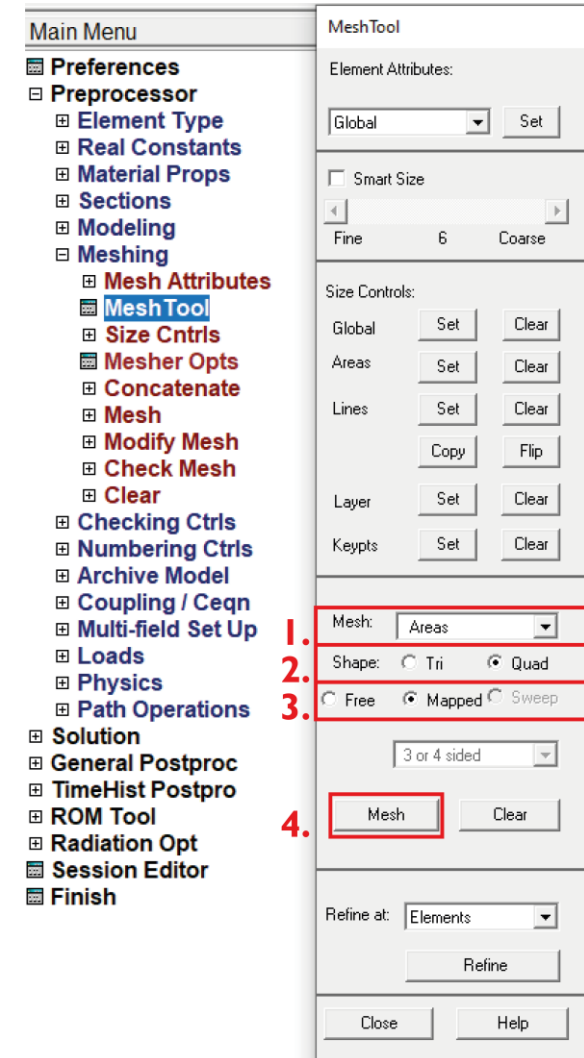 Main Menu
Preferences
Preprocessor
Element Type
Real Constants
Material Props
Sections
Modeling
Meshing
Mesh Attributes
MeshTool
Size Cntrls
Mesher Opts
Concatenate
Mesh
Modify Mesh
Check Mesh
Clear
Checking Ctrls
Numbering Ctrls
Archive Model
Coupling / Ceqn
Multi-field Set Up
Loads
Physics
Path Operations
Solution
General Postproc
TimeHist Postpro
ROM Tool
Radiation Opt
Session Editor
Finish
MeshTool
Element Attributes:
Global Set
Smart Size
Fine 6 Coarse
Size Controls:
Global Set Clear
Areas Set Clear
Lines Set Clear
Copy Flip
Layer Set Clear
Keypts Set Clear
1. Mesh: Areas
2. Shape: Tri Quad
3. Free Mapped Sweep
3 or 4 sided
4. Mesh Clear
Refine at: Elements
Refine
Close Help